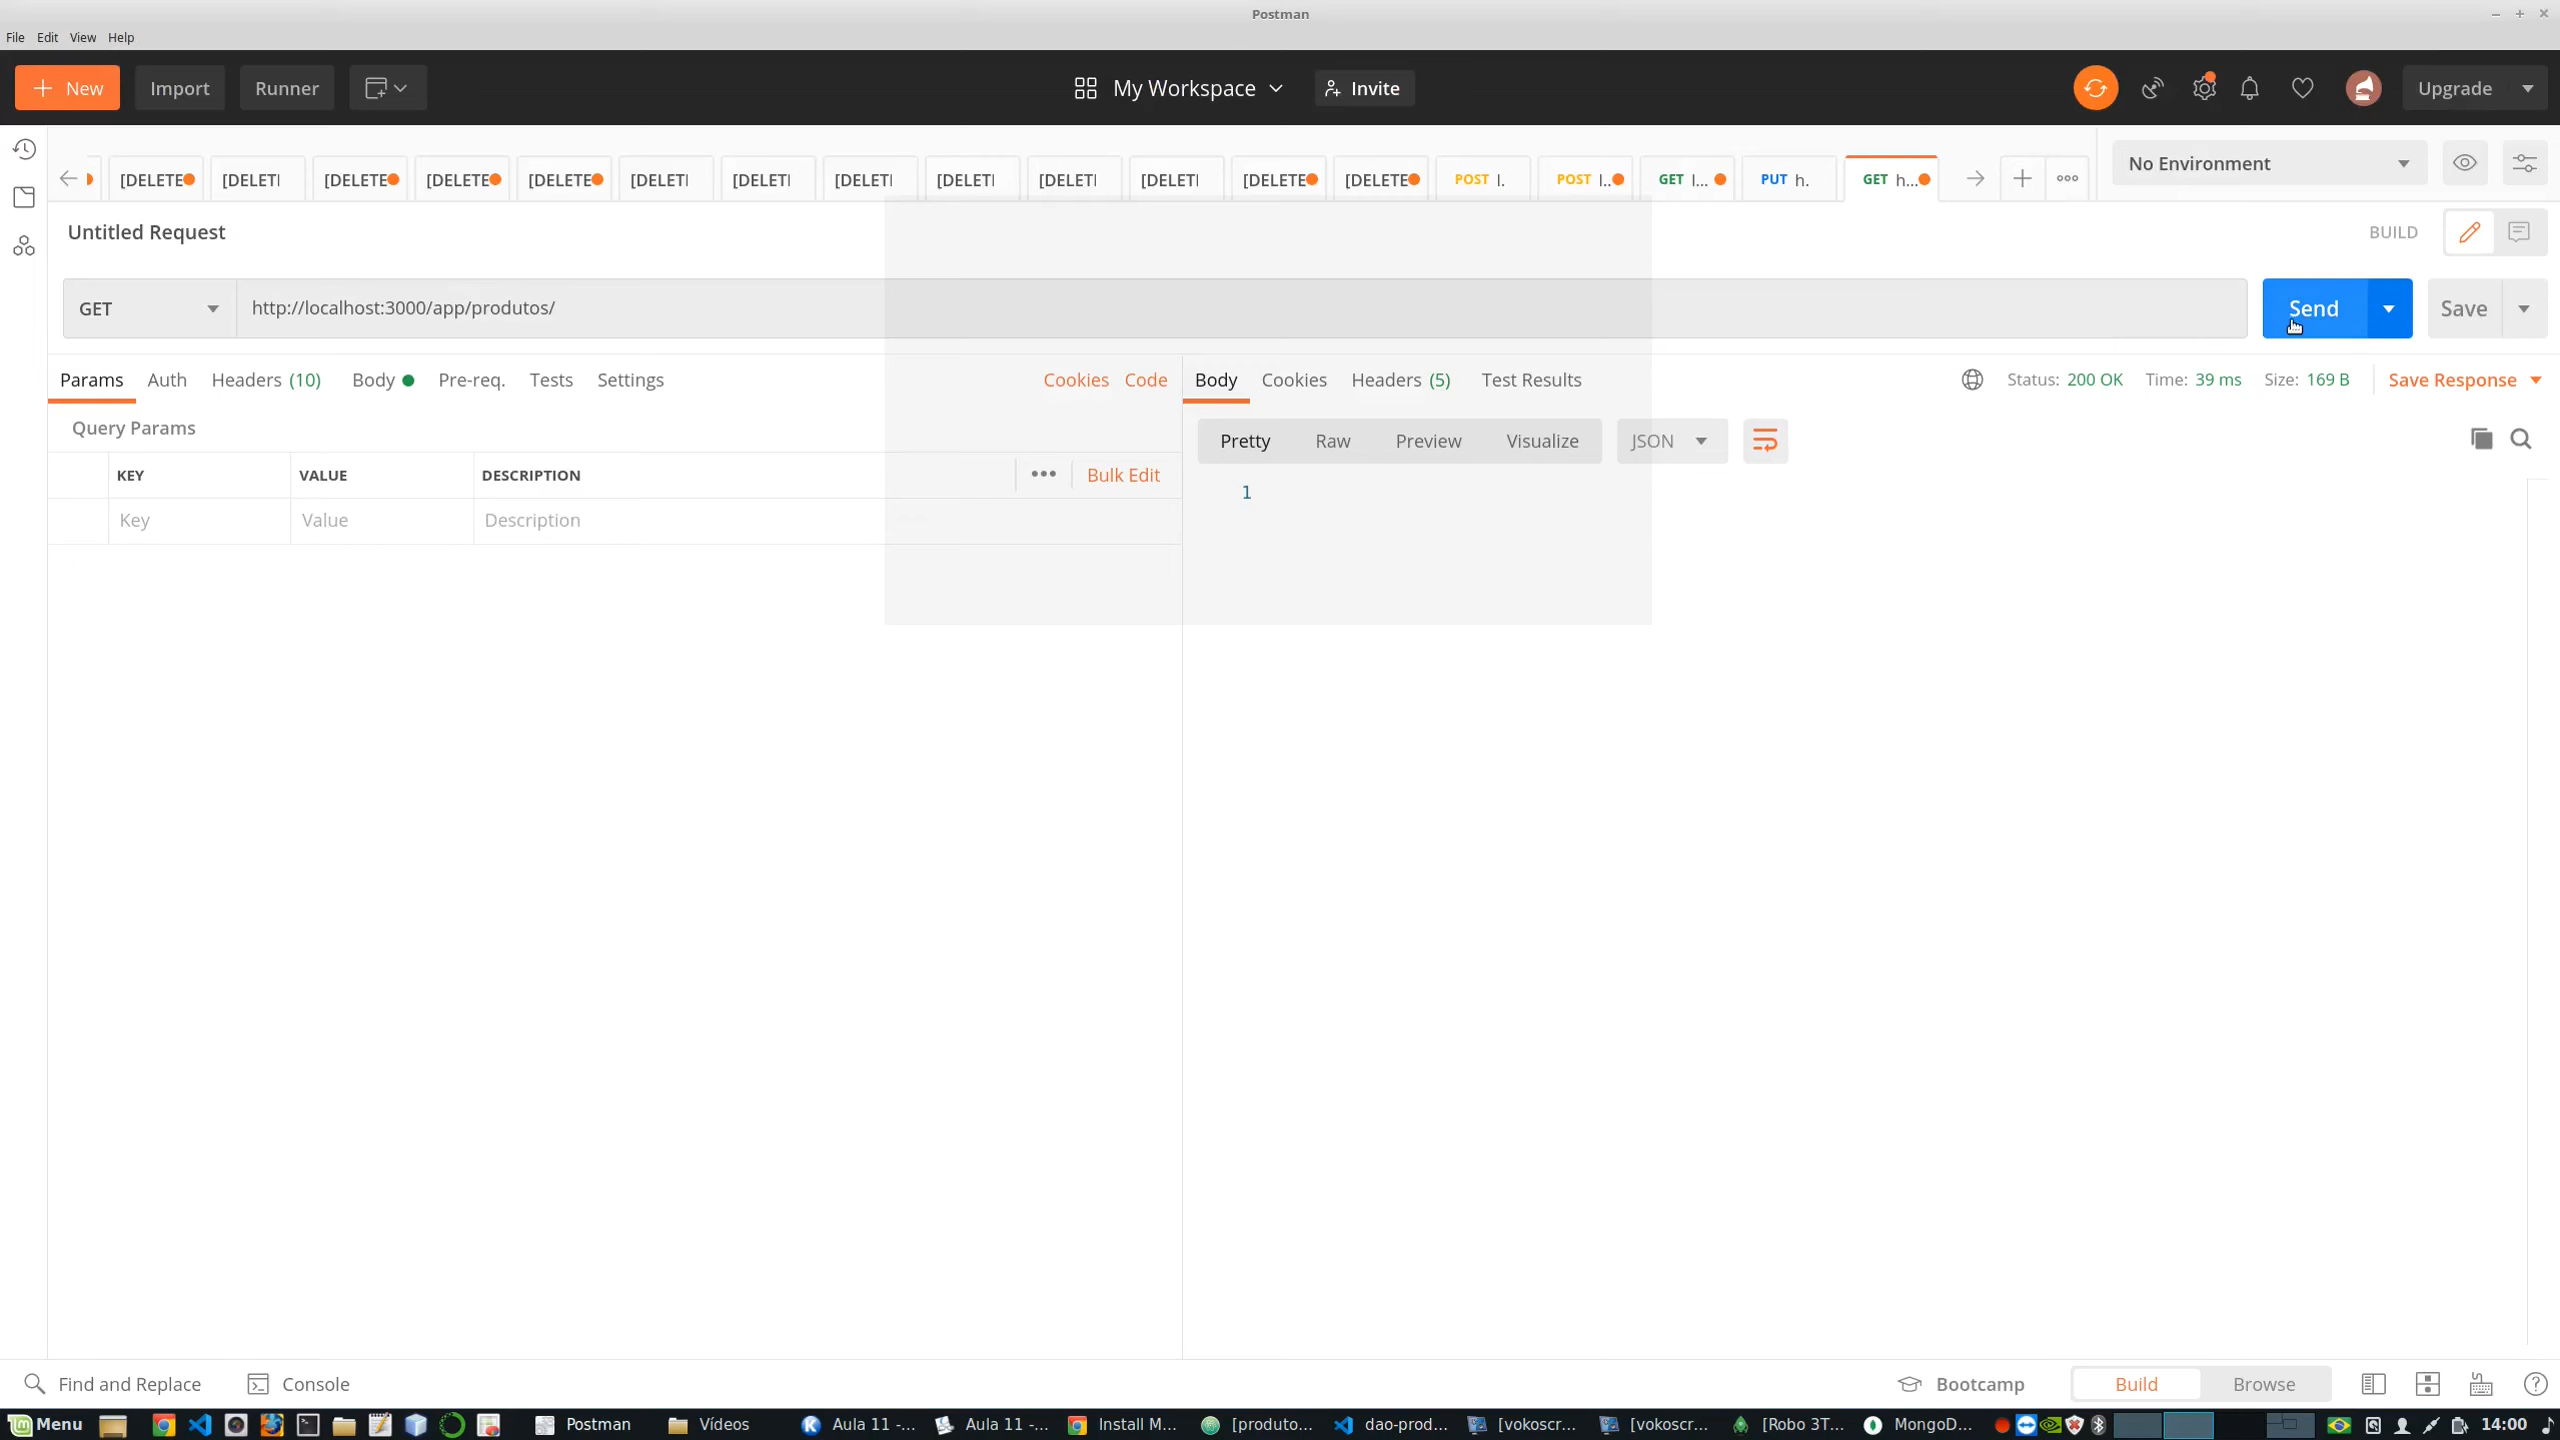 Postman
File Edit View Help
New Import Runner My Workspace Invite Upgrade
[DELETE [DELETI [DELETE [DELETE [DELETE [DELETI [DELETI [DELETI [DELETI [DELETI [DELETI [DELETE [DELETE POST l. POST l... GET l... PUT h. GET h... No Environment
Untitled Request BUILD
GET http://localhost:3000/app/produtos/ Send Save
Params Auth Headers (10) Body Pre-req. Tests Settings Cookies Code
Body Cookies Headers (5) Test Results Status: 200 OK Time: 39 ms Size: 169 B Save Response
Query Params
Pretty Raw Preview Visualize JSON
KEY VALUE DESCRIPTION Bulk Edit
1
Key Value Description
Find and Replace Console Bootcamp Build Browse
Menu Postman Vídeos Aula 11 -... Aula 11 -... Install M... [produto... dao-prod... [vokoscr... [vokoscr... [Robo 3T... MongoD... 14:00